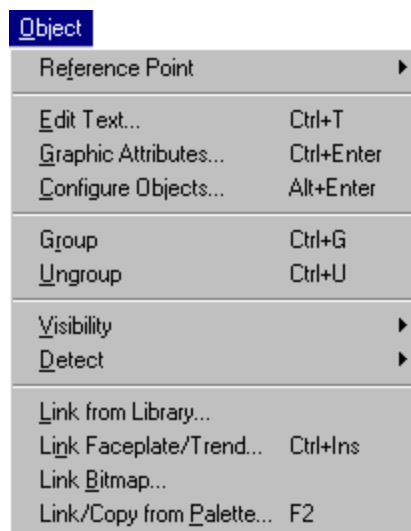 Object
Reference Point
Edit Text... Ctrl+T
Graphic Attributes... Ctrl+Enter
Configure Objects... Alt+Enter
Group Ctrl+G
Ungroup Ctrl+U
Visibility
Detect
Link from Library...
Link Faceplate/Trend... Ctrl+Ins
Link Bitmap...
Link/Copy from Palette... F2